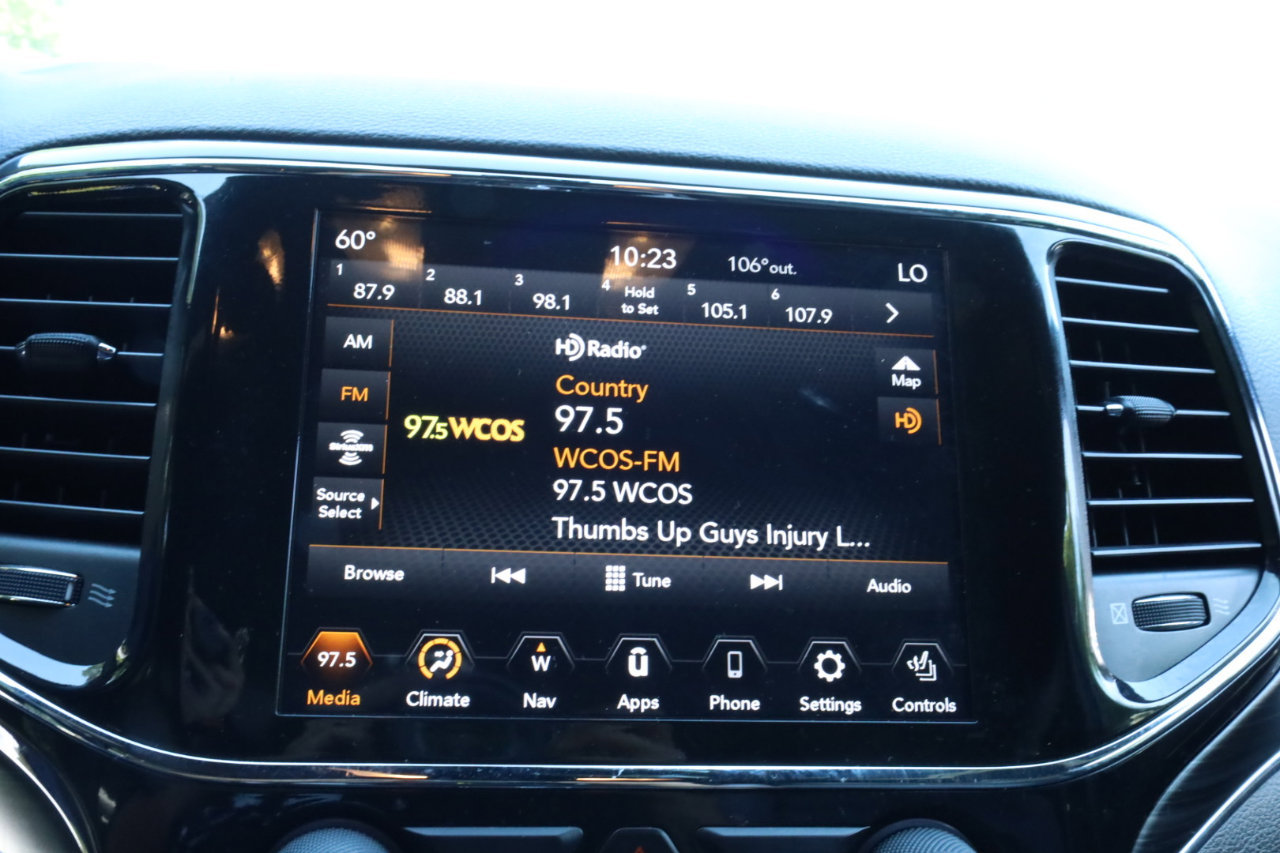 60°
10:23
106° out.
LO
1 87.9
2 88.1
3 98.1
4 Hold to Set
5 105.1
6 107.9
AM
FM
SiriusXM
Source
Select
97.5 WCOS
HD Radio®
Country
97.5
WCOS-FM
97.5 WCOS
Thumbs Up Guys Injury L...
Map
HD
Browse
Tune
Audio
97.5
Media
Climate
W
Nav
ū
Apps
Phone
Settings
Controls